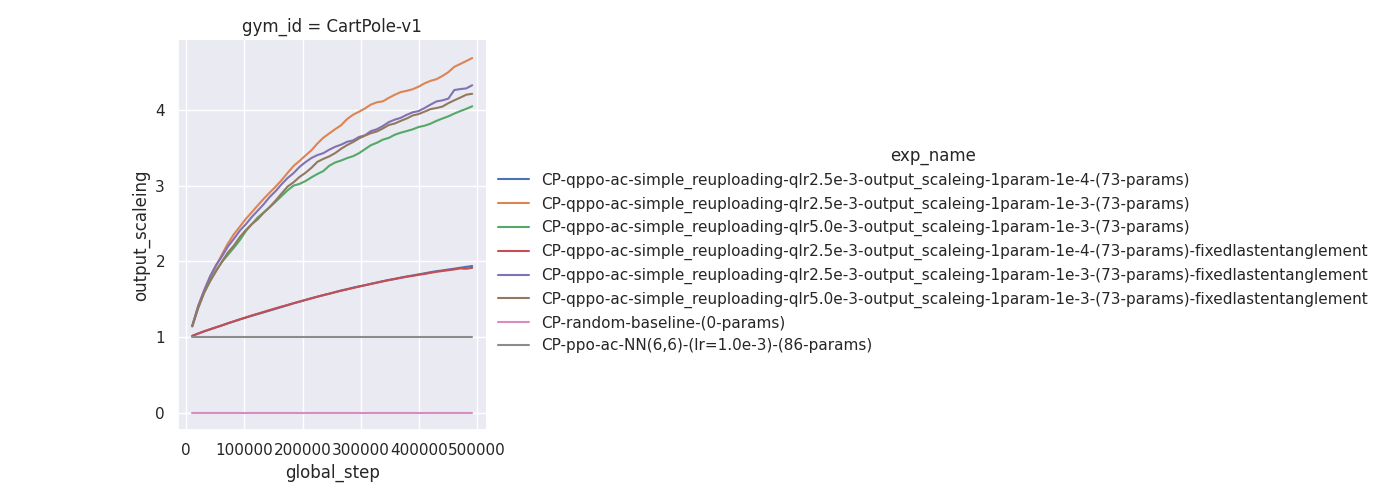 gym_id = CartPole-v1
output_scaleing
4
3
2
1
0
0
100000
200000
300000
400000
500000
global_step
exp_name
CP-qppo-ac-simple_reuploading-qlr2.5e-3-output_scaleing-1param-1e-4-(73-params)
CP-qppo-ac-simple_reuploading-qlr2.5e-3-output_scaleing-1param-1e-3-(73-params)
CP-qppo-ac-simple_reuploading-qlr5.0e-3-output_scaleing-1param-1e-3-(73-params)
CP-qppo-ac-simple_reuploading-qlr2.5e-3-output_scaleing-1param-1e-4-(73-params)-fixedlastentanglement
CP-qppo-ac-simple_reuploading-qlr2.5e-3-output_scaleing-1param-1e-3-(73-params)-fixedlastentanglement
CP-qppo-ac-simple_reuploading-qlr5.0e-3-output_scaleing-1param-1e-3-(73-params)-fixedlastentanglement
CP-random-baseline-(0-params)
CP-ppo-ac-NN(6,6)-(lr=1.0e-3)-(86-params)